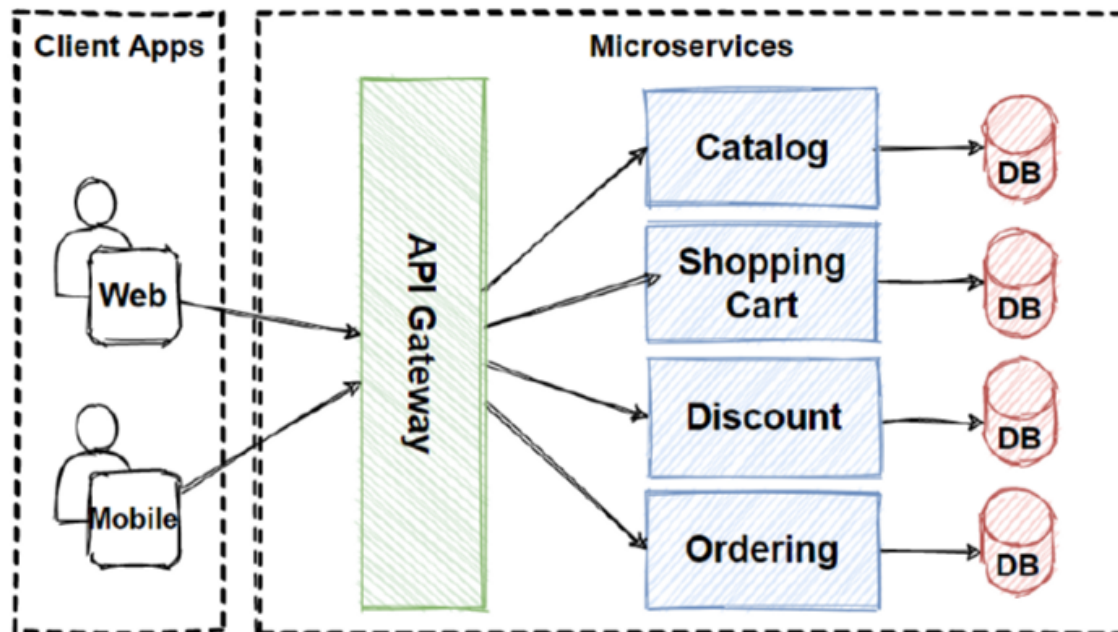 Client Apps
Microservices
Web
Mobile
API Gateway
Catalog
DB
Shopping
Cart
DB
Discount
DB
Ordering
DB